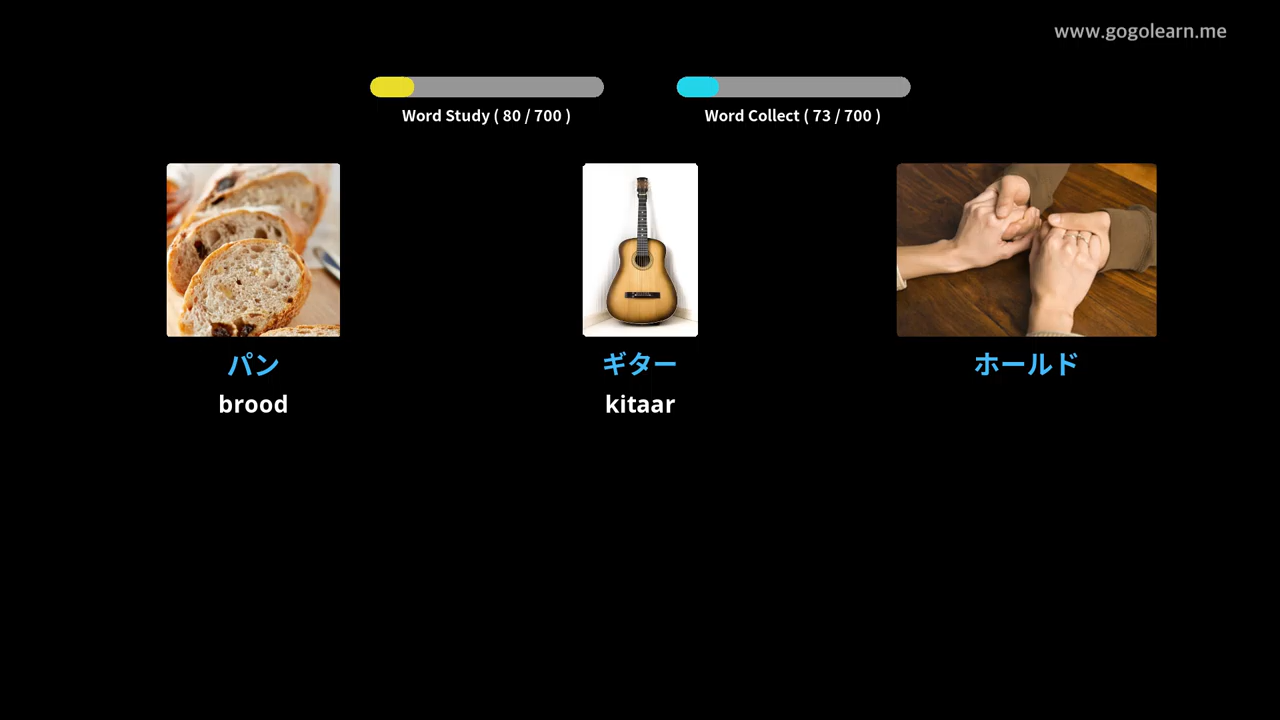 www.gogolearn.me
Word Study ( 80 / 700 )
Word Collect ( 73 / 700 )
パン
ギター
ホールド
brood
kitaar